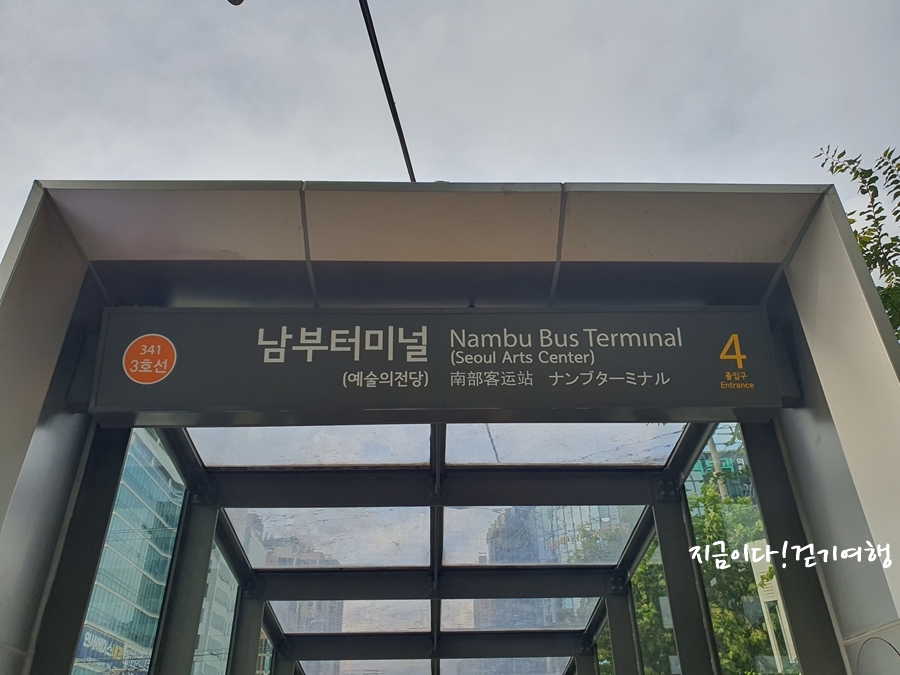 341
3호선
남부터미널
(예술의전당)
Nambu Bus Terminal
(Seoul Arts Center)
南部客运站 ナンブターミナル
4
출입구
Entrance
지금이다!걷기여행